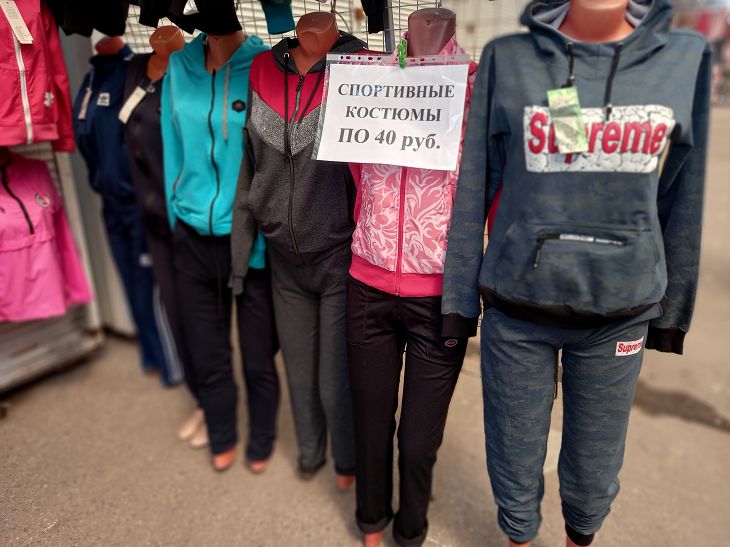 СПОРТИВНЫЕ
КОСТЮМЫ
ПО 40 руб.
Supreme
Supreme